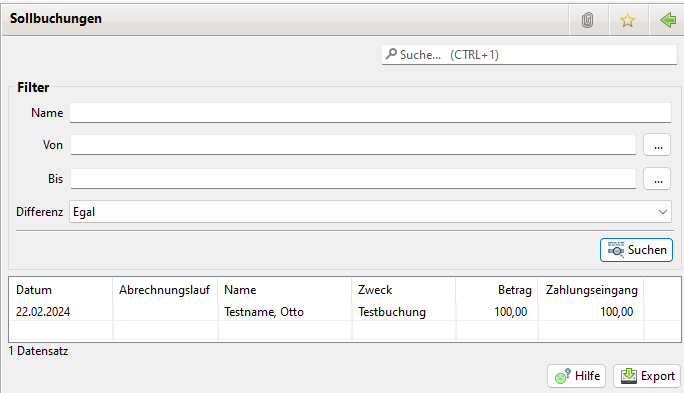 Sollbuchungen
Suche... (CTRL+1)
Filter
Name
Von
...
Bis
...
Differenz Egal
Suchen
Datum Abrechnungslauf Name Zweck Betrag Zahlungseingang
22.02.2024 Testname, Otto Testbuchung 100,00 100,00
1 Datensatz
Hilfe Export